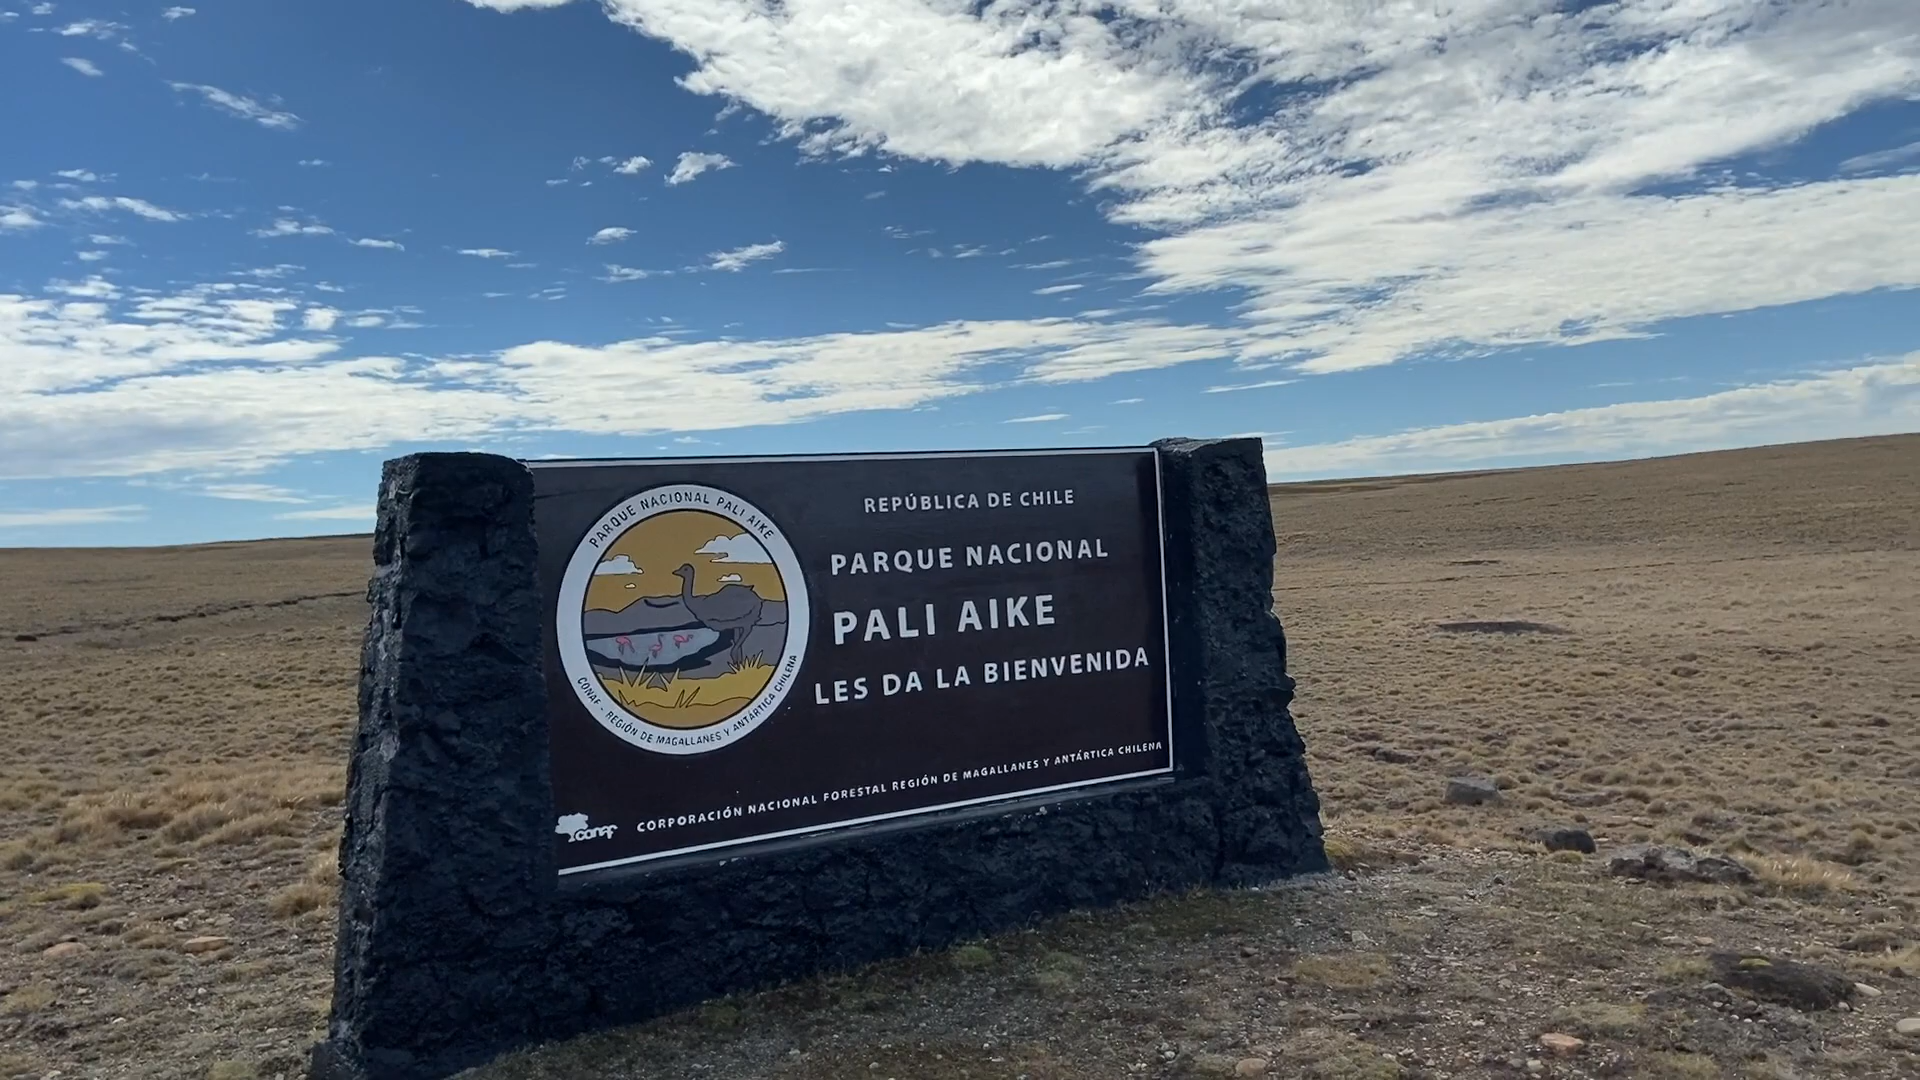 PARQUE NACIONAL PALI AIKE
CONAF - REGIÓN DE MAGALLANES Y ANTÁRTICA CHILENA
REPÚBLICA DE CHILE
PARQUE NACIONAL
PALI AIKE
LES DA LA BIENVENIDA
conaf
CORPORACIÓN NACIONAL FORESTAL REGIÓN DE MAGALLANES Y ANTÁRTICA CHILENA